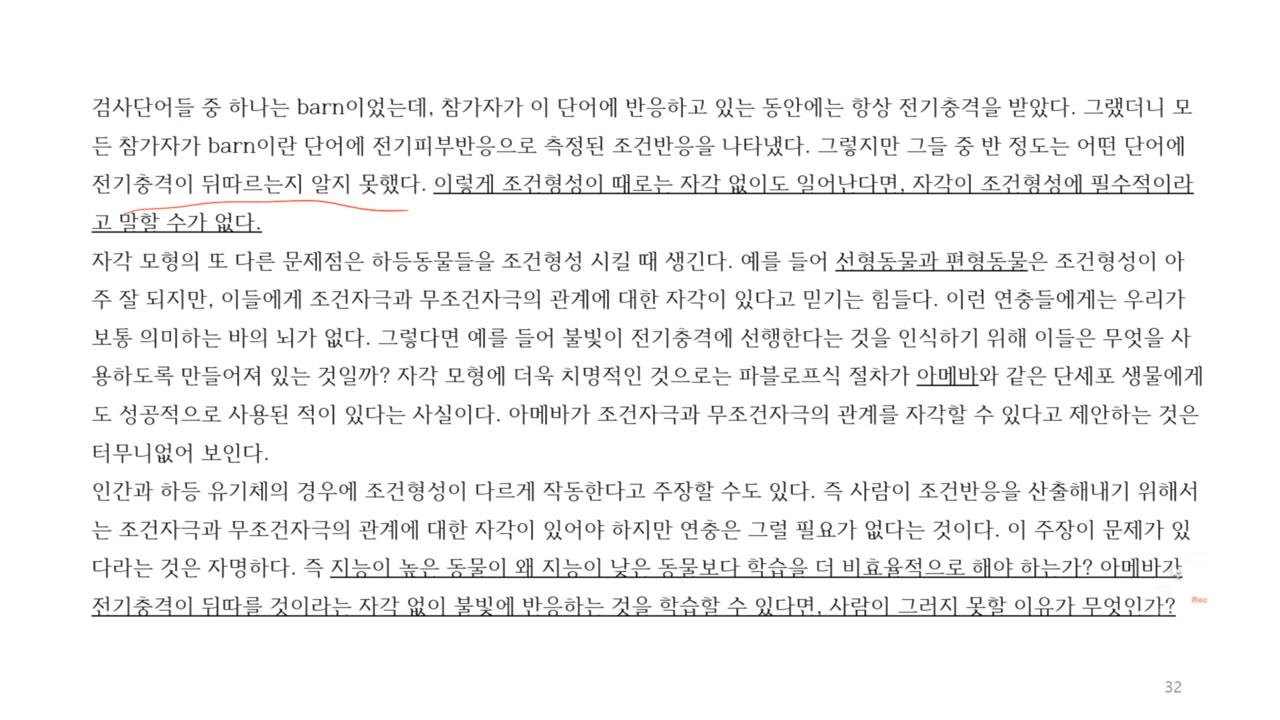 검사단어들 중 하나는 barn이었는데, 참가자가 이 단어에 반응하고 있는 동안에는 항상 전기충격을 받았다. 그랬더니 모
든 참가자가 barn이란 단어에 전기피부반응으로 측정된 조건반응을 나타냈다. 그렇지만 그들 중 반 정도는 어떤 단어에
전기충격이 뒤따르는지 알지 못했다. 이렇게 조건형성이 때로는 자각 없이도 일어난다면, 자각이 조건형성에 필수적이라
고 말할 수가 없다.
자각 모형의 또 다른 문제점은 하등동물들을 조건형성 시킬 때 생긴다. 예를 들어 선형동물과 편형동물은 조건형성이 아
주 잘 되지만, 이들에게 조건자극과 무조건자극의 관계에 대한 자각이 있다고 믿기는 힘들다. 이런 연충들에게는 우리가
보통 의미하는 바의 뇌가 없다. 그렇다면 예를 들어 불빛이 전기충격에 선행한다는 것을 인식하기 위해 이들은 무엇을 사
용하도록 만들어져 있는 것일까? 자각 모형에 더욱 치명적인 것으로는 파블로프식 절차가 아메바와 같은 단세포 생물에게
도 성공적으로 사용된 적이 있다는 사실이다. 아메바가 조건자극과 무조건자극의 관계를 자각할 수 있다고 제안하는 것은
터무니없어 보인다.
인간과 하등 유기체의 경우에 조건형성이 다르게 작동한다고 주장할 수도 있다. 즉 사람이 조건반응을 산출해내기 위해서
는 조건자극과 무조건자극의 관계에 대한 자각이 있어야 하지만 연충은 그럴 필요가 없다는 것이다. 이 주장이 문제가 있
다라는 것은 자명하다. 즉 지능이 높은 동물이 왜 지능이 낮은 동물보다 학습을 더 비효율적으로 해야 하는가? 아메바가
전기충격이 뒤따를 것이라는 자각 없이 불빛에 반응하는 것을 학습할 수 있다면, 사람이 그러지 못할 이유가 무엇인가?
Rec
32